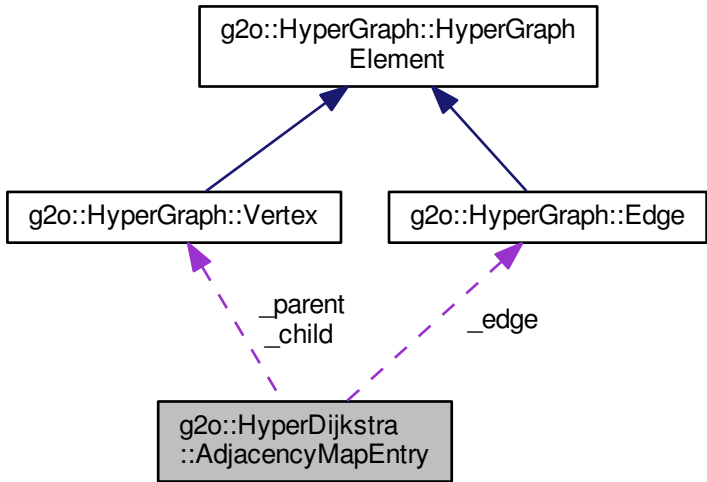 g2o::HyperGraph::HyperGraph
Element
g2o::HyperGraph::Vertex
g2o::HyperGraph::Edge
_parent
_child
_edge
g2o::HyperDijkstra
::AdjacencyMapEntry